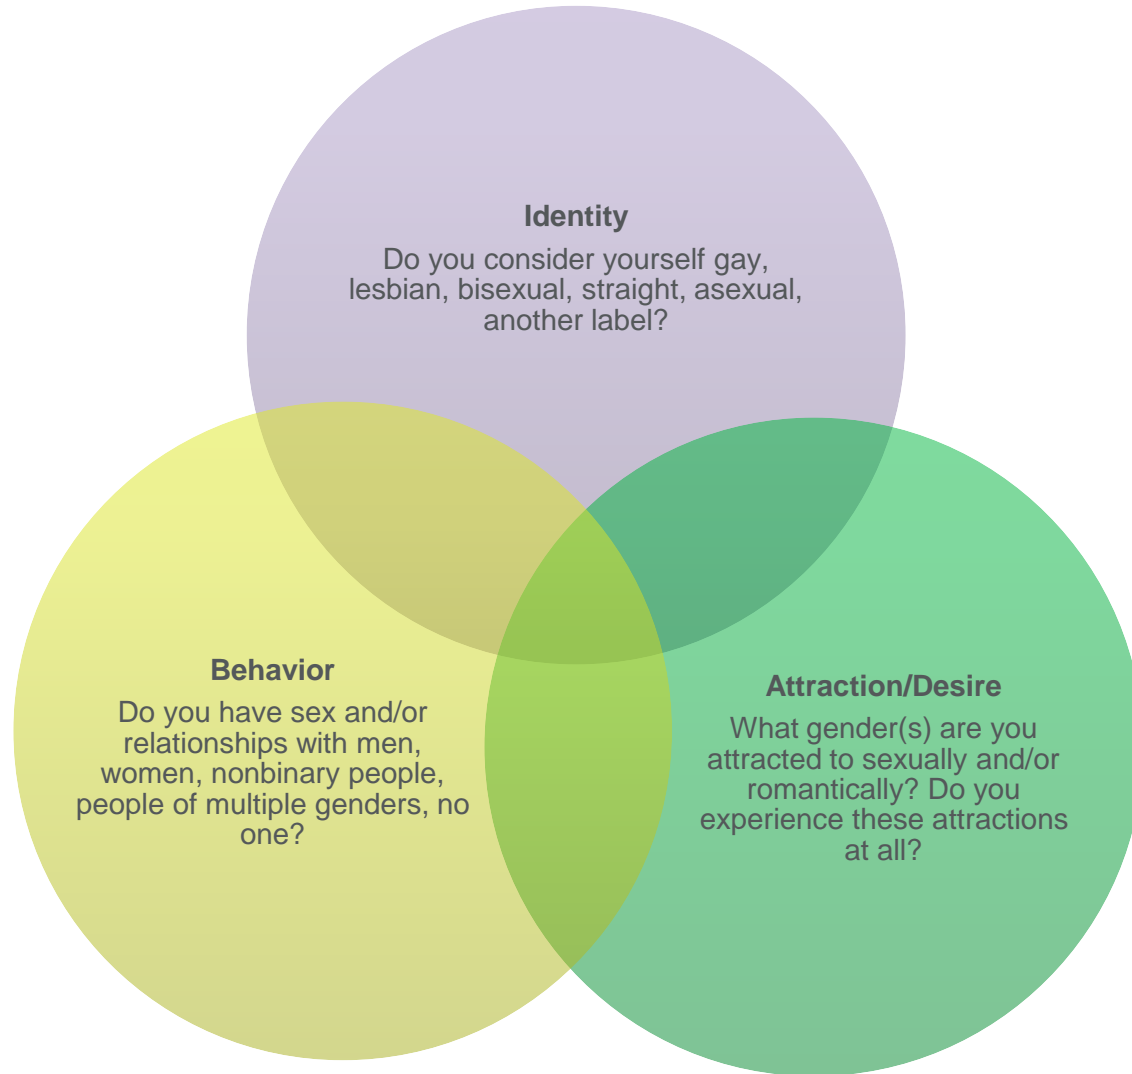 Identity
Do you consider yourself gay,
lesbian, bisexual, straight, asexual,
another label?
Behavior
Do you have sex and/or
relationships with men,
women, nonbinary people,
people of multiple genders, no
one?
Attraction/Desire
What gender(s) are you
attracted to sexually and/or
romantically? Do you
experience these attractions
at all?